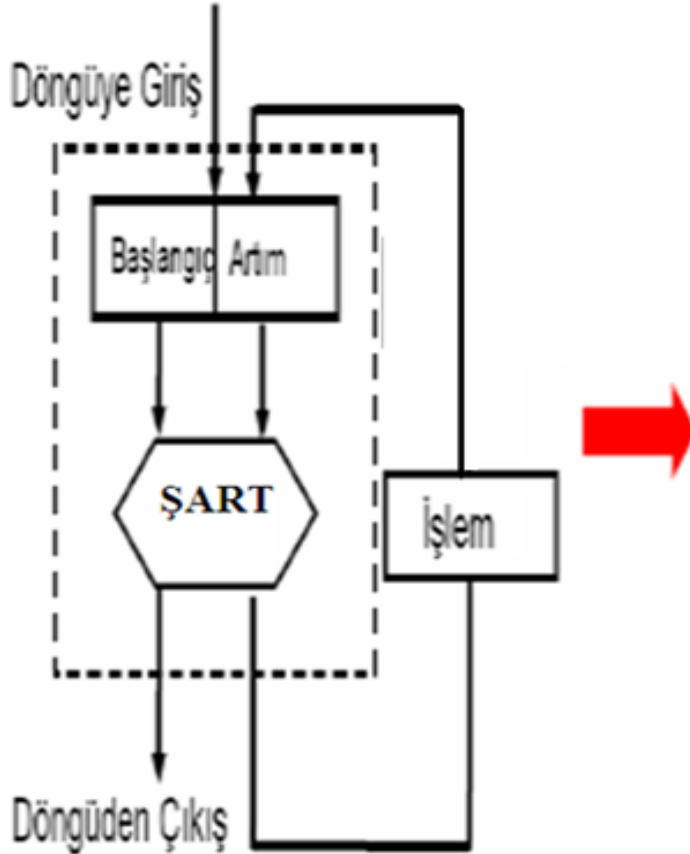 Döngüye Giriş
Başlangıç
Artım
ŞART
İşlem
Döngüden Çıkış